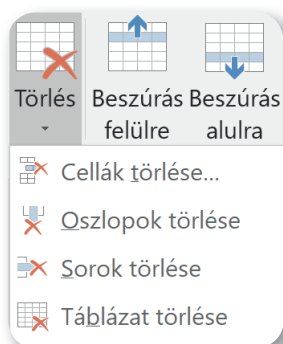 Törlés Beszúrás Beszúrás
felülre alulra
Cellák törlése...
Oszlopok törlése
Sorok törlése
Táblázat törlése